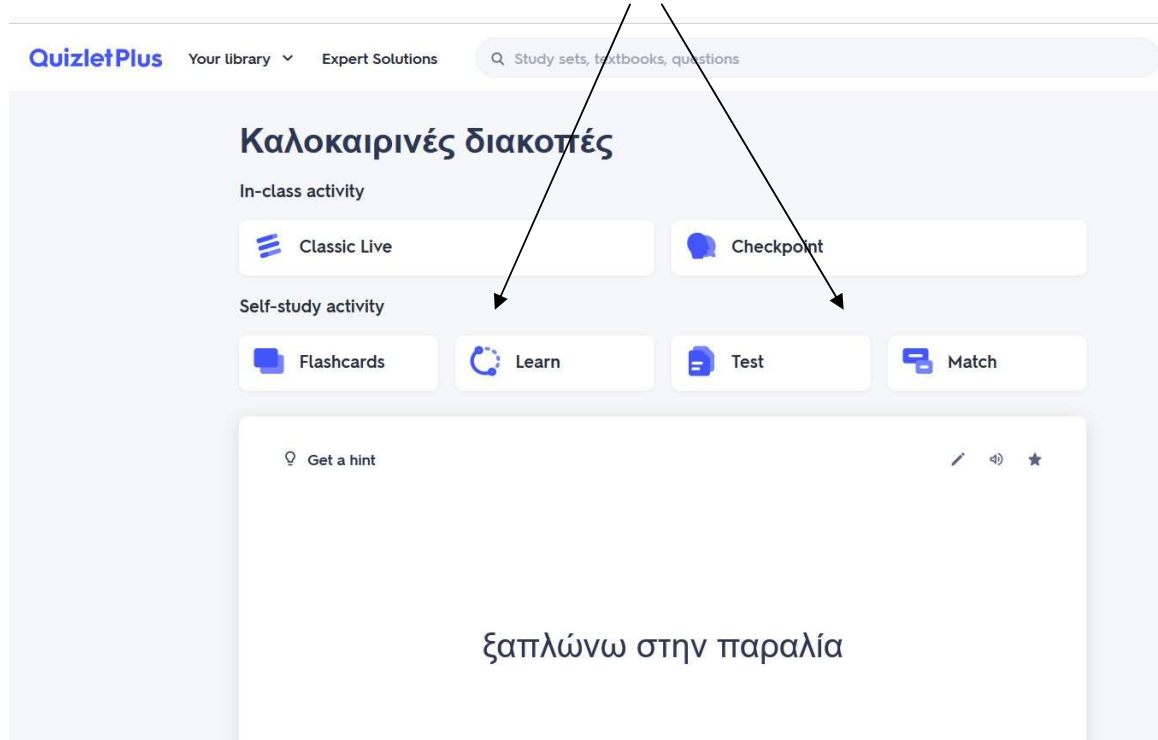 QuizletPlus Your library Expert Solutions Study sets, textbooks, questions
Καλοκαιρινές διακοπές
In-class activity
Classic Live Checkpoint
Self-study activity
Flashcards Learn Test Match
Get a hint
ξαπλώνω στην παραλία